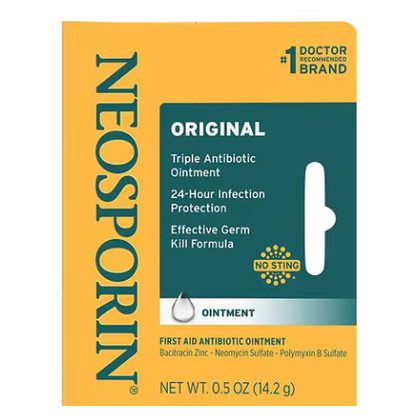 NEOSPORIN®
#1 DOCTOR
RECOMMENDED
BRAND
ORIGINAL
Triple Antibiotic
Ointment
24-Hour Infection
Protection
Effective Germ
Kill Formula
NO STING
OINTMENT
FIRST AID ANTIBIOTIC OINTMENT
Bacitracin Zinc - Neomycin Sulfate - Polymyxin B Sulfate
NET WT. 0.5 OZ (14.2 g)